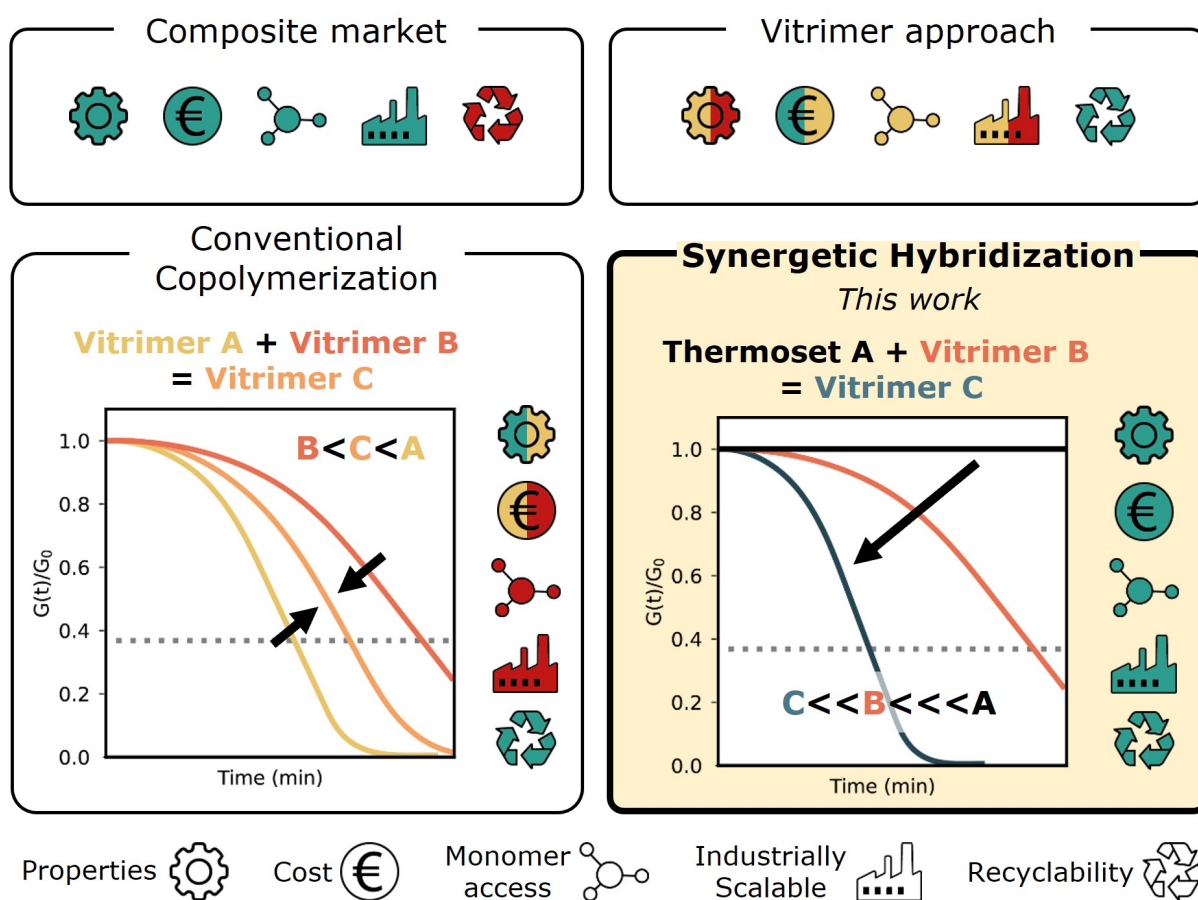 Composite market
€
Vitrimer approach
€
Conventional
Copolymerization
Vitrimer A + Vitrimer B
= Vitrimer C
B<C<A
1.0
0.8
0.6
0.4
0.2
0.0
G(t)/G₀
Time (min)
€
Synergetic Hybridization
This work
Thermoset A + Vitrimer B
= Vitrimer C
1.0
0.8
0.6
0.4
0.2
0.0
G(t)/G₀
C<<B<<<A
Time (min)
€
Properties
Cost €
Monomer
access
Industrially
Scalable
Recyclability